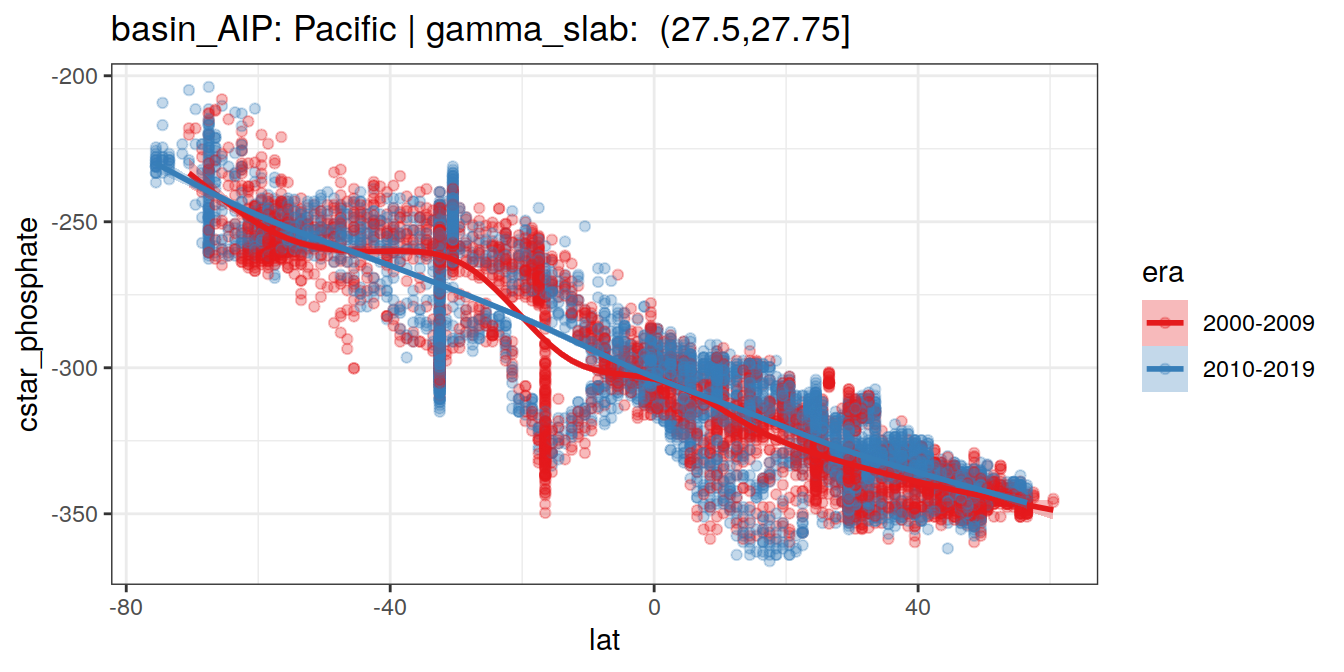 basin_AIP: Pacific | gamma_slab:  (27.5,27.75]
-200
-250
-300
-350
cstar_phosphate
-80
-40
0
40
lat
era
2000-2009
2010-2019